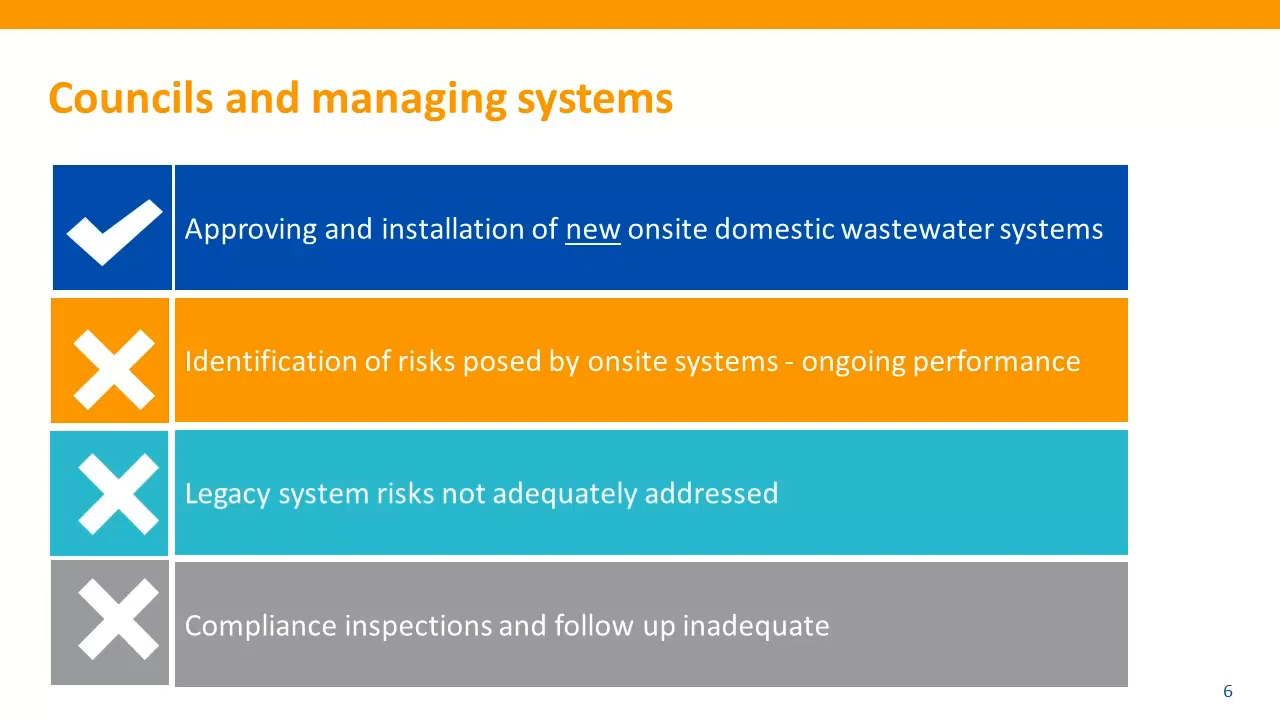 Councils and managing systems
Approving and installation of new onsite domestic wastewater systems
Identification of risks posed by onsite systems - ongoing performance
Legacy system risks not adequately addressed
Compliance inspections and follow up inadequate
6